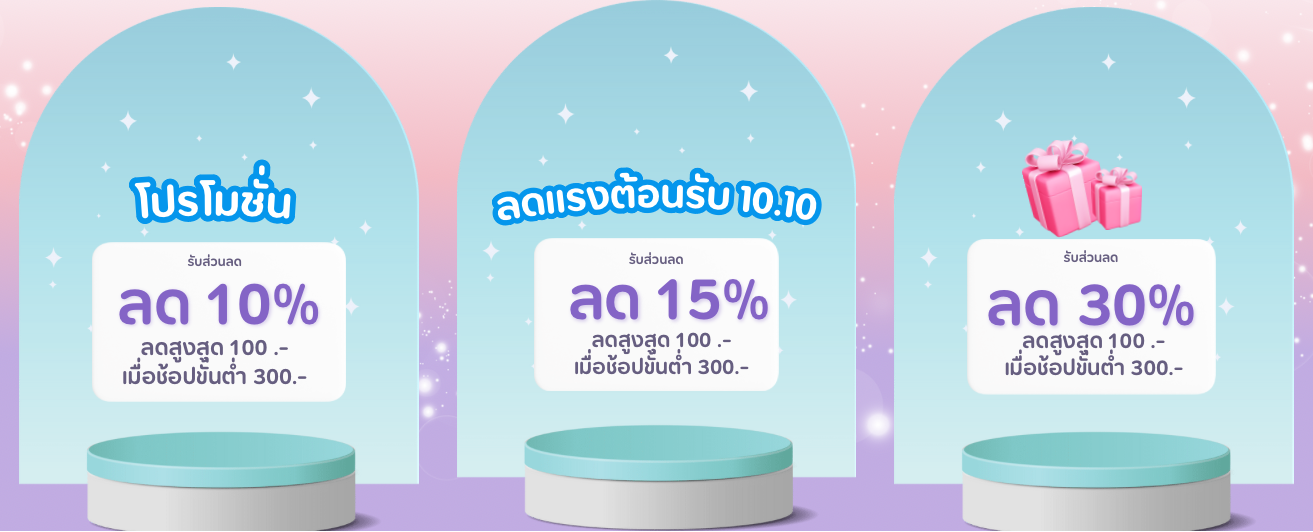 โปรโมชั่น
รับส่วนลด
ลด 10%
ลดสูงสุด 100 .-
เมื่อช้อปขั้นต่ำ 300.-
ลดแรงต้อนรับ 10.10
รับส่วนลด
ลด 15%
ลดสูงสุด 100 .-
เมื่อช้อปขั้นต่ำ 300.-
รับส่วนลด
ลด 30%
ลดสูงสุด 100 .-
เมื่อช้อปขั้นต่ำ 300.-